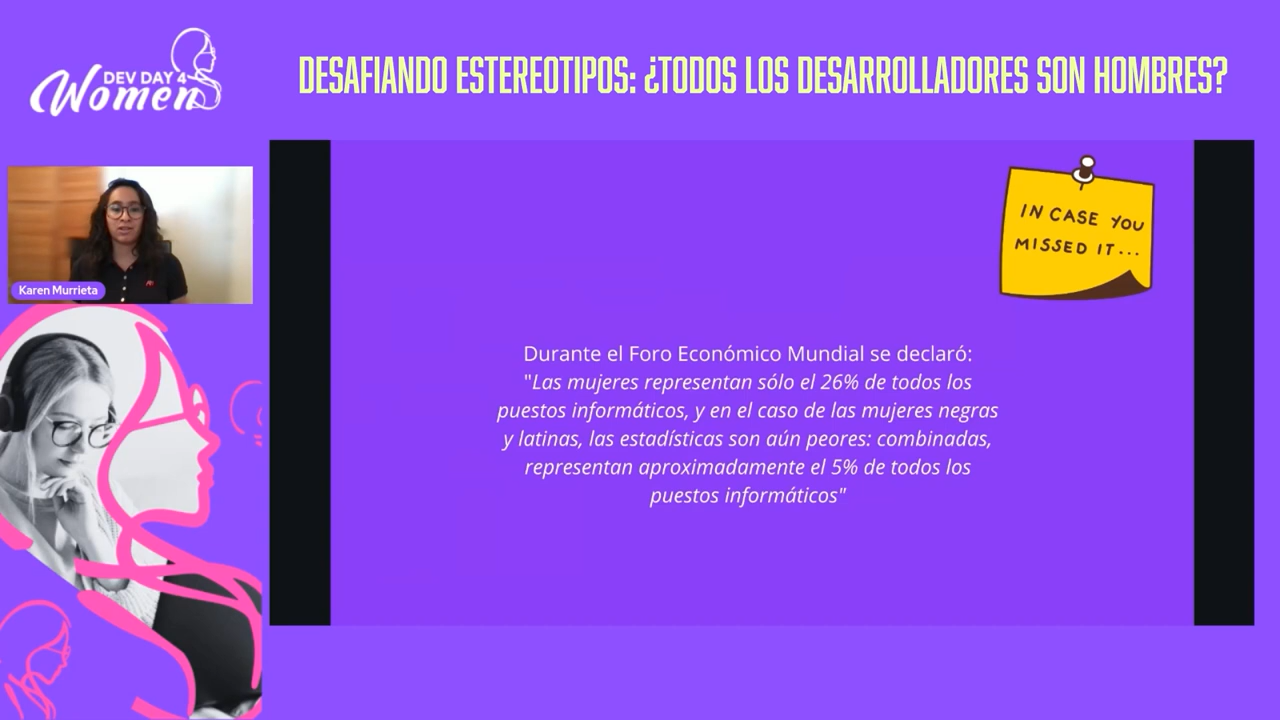 DEV DAY 4
Women
DESAFIANDO ESTEREOTIPOS: ¿TODOS LOS DESARROLLADORES SON HOMBRES?
Karen Murrieta
IN CASE YOU
MISSED IT...
Durante el Foro Económico Mundial se declaró:
"Las mujeres representan sólo el 26% de todos los
puestos informáticos, y en el caso de las mujeres negras
y latinas, las estadísticas son aún peores: combinadas,
representan aproximadamente el 5% de todos los
puestos informáticos"